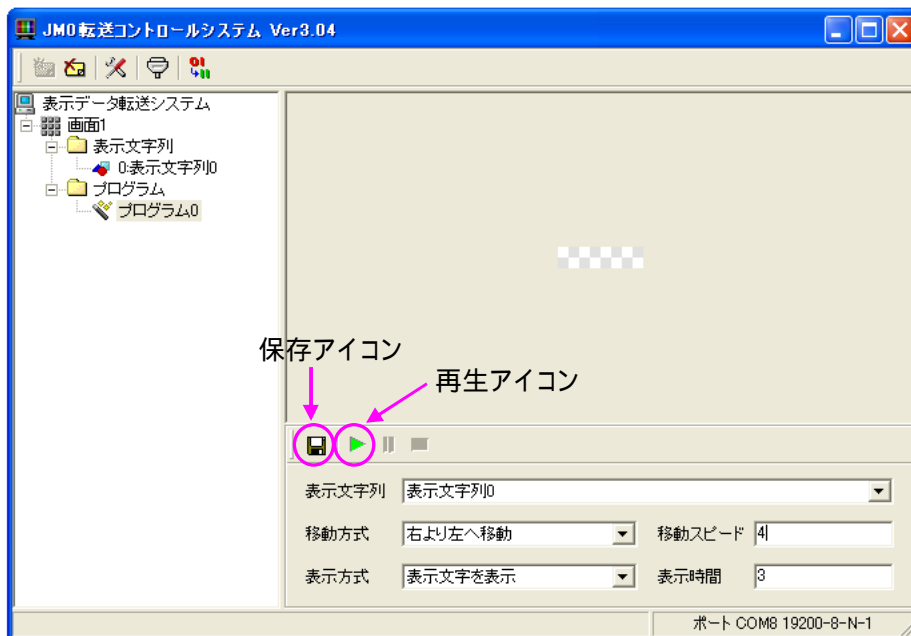 JM0転送コントロールシステム Ver3.04
表示データ転送システム
画面1
表示文字列
0:表示文字列0
プログラム
プログラム0
保存アイコン
再生アイコン
表示文字列 表示文字列0
移動方式 右より左へ移動 移動スピード 4
表示方式 表示文字を表示 表示時間 3
ポート COM8 19200-8-N-1